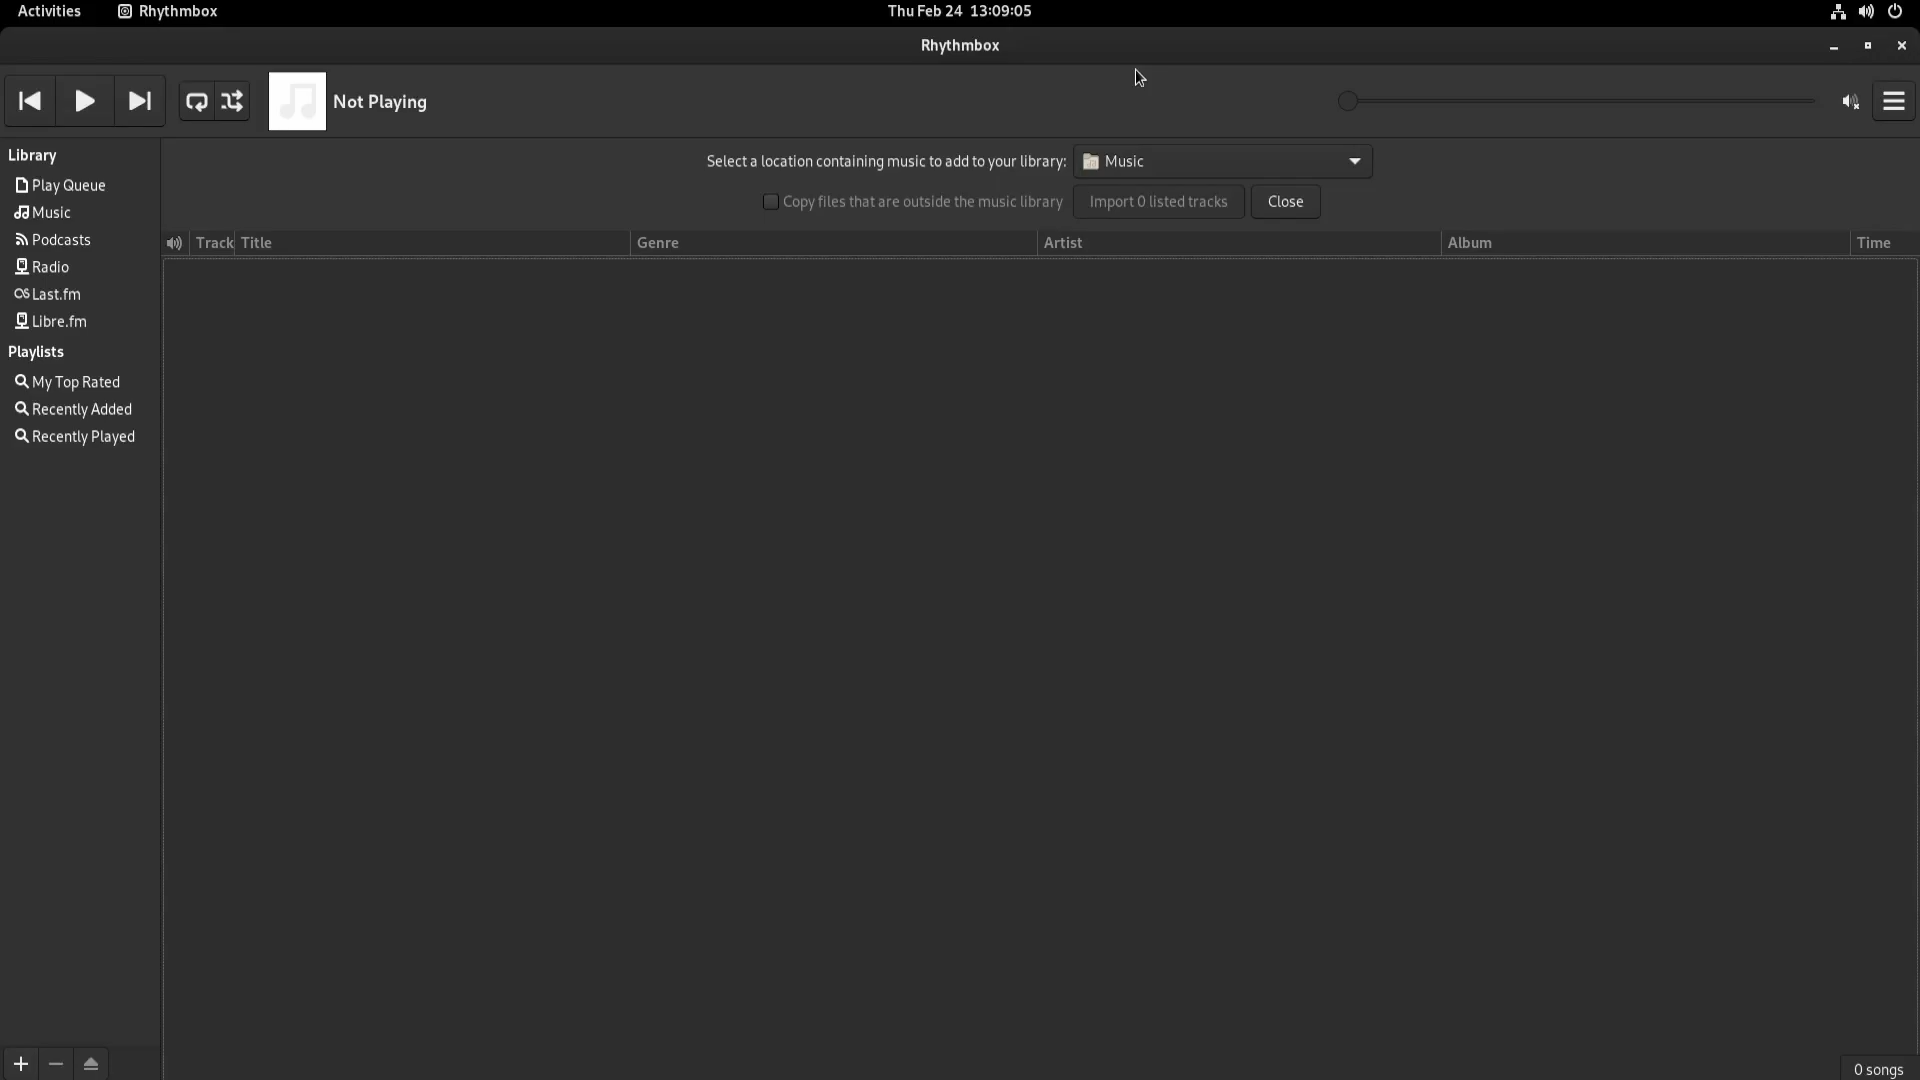 Activities Rhythmbox Thu Feb 24 13:09:05
Rhythmbox
Not Playing
Library
Play Queue
Music
Podcasts
Radio
Last.fm
Libre.fm
Playlists
My Top Rated
Recently Added
Recently Played
Select a location containing music to add to your library: Music
Copy files that are outside the music library Import 0 listed tracks Close
Track Title Genre Artist Album Time
0 songs